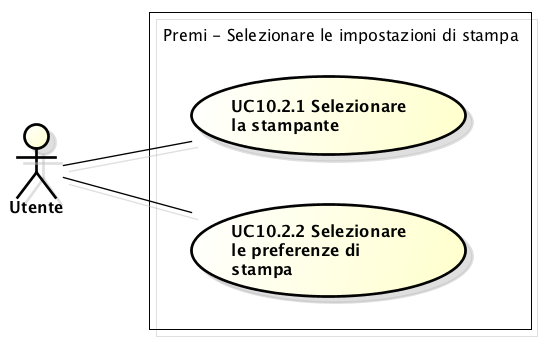 Premi - Selezionare le impostazioni di stampa
UC10.2.1 Selezionare
la stampante
Utente
UC10.2.2 Selezionare
le preferenze di
stampa